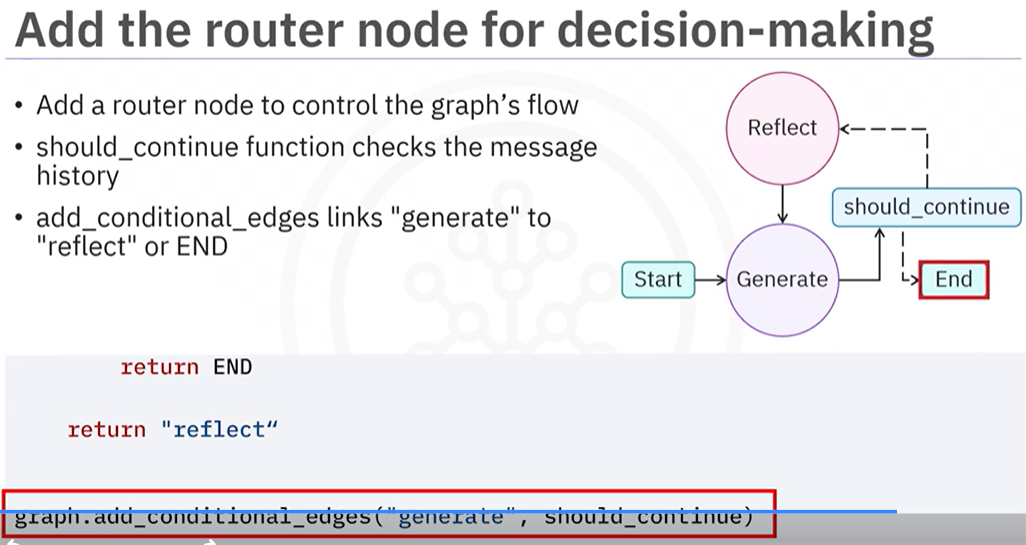 Add the router node for decision-making
• Add a router node to control the graph's flow
• should_continue function checks the message
history
• add_conditional_edges links "generate" to
"reflect" or END
Reflect
should_continue
Start
Generate
End
return END
return "reflect“
graph.add_conditional_edges("generate", should_continue)